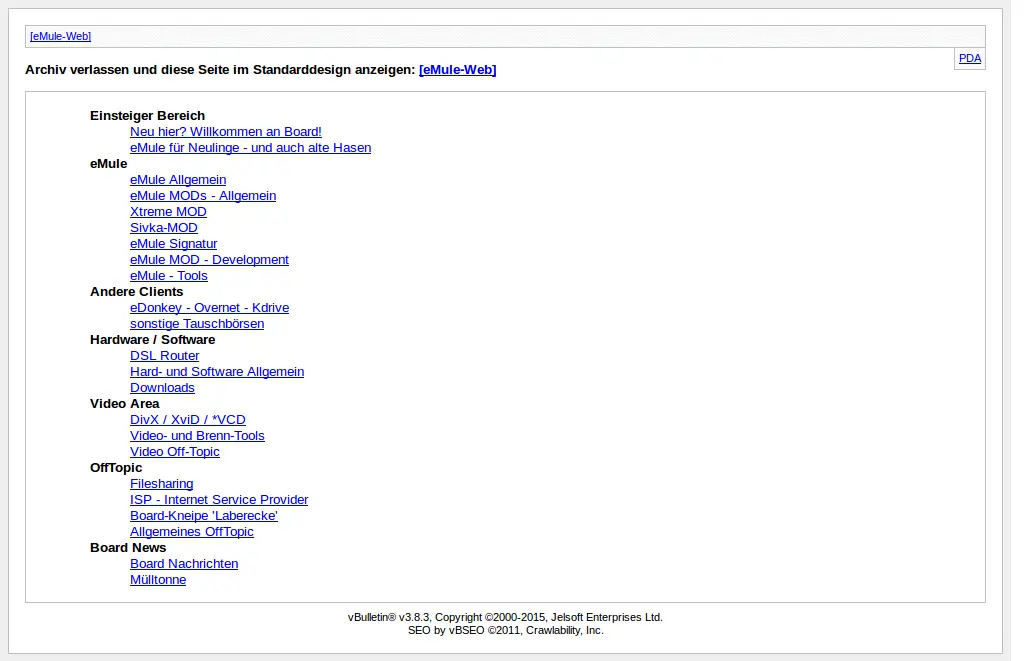 [eMule-Web]
PDA
Archiv verlassen und diese Seite im Standarddesign anzeigen: [eMule-Web]
Einsteiger Bereich
Neu hier? Willkommen an Board!
eMule für Neulinge - und auch alte Hasen
eMule
eMule Allgemein
eMule MODs - Allgemein
Xtreme MOD
Sivka-MOD
eMule Signatur
eMule MOD - Development
eMule - Tools
Andere Clients
eDonkey - Overnet - Kdrive
sonstige Tauschbörsen
Hardware / Software
DSL Router
Hard- und Software Allgemein
Downloads
Video Area
DivX / XviD / *VCD
Video- und Brenn-Tools
Video Off-Topic
OffTopic
Filesharing
ISP - Internet Service Provider
Board-Kneipe 'Laberecke'
Allgemeines OffTopic
Board News
Board Nachrichten
Mülltonne
vBulletin® v3.8.3, Copyright ©2000-2015, Jelsoft Enterprises Ltd.
SEO by vBSEO ©2011, Crawlability, Inc.